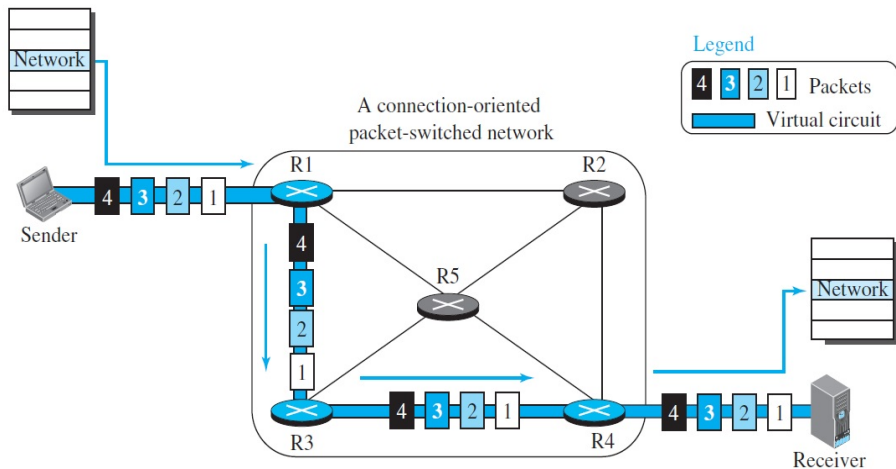 Network
Legend
4 3 2 1 Packets
Virtual circuit
A connection-oriented
packet-switched network
R1
R2
4 3 2 1
Sender
4
3
2
1
R5
Network
4 3 2 1
4 3 2 1
R3
R4
Receiver